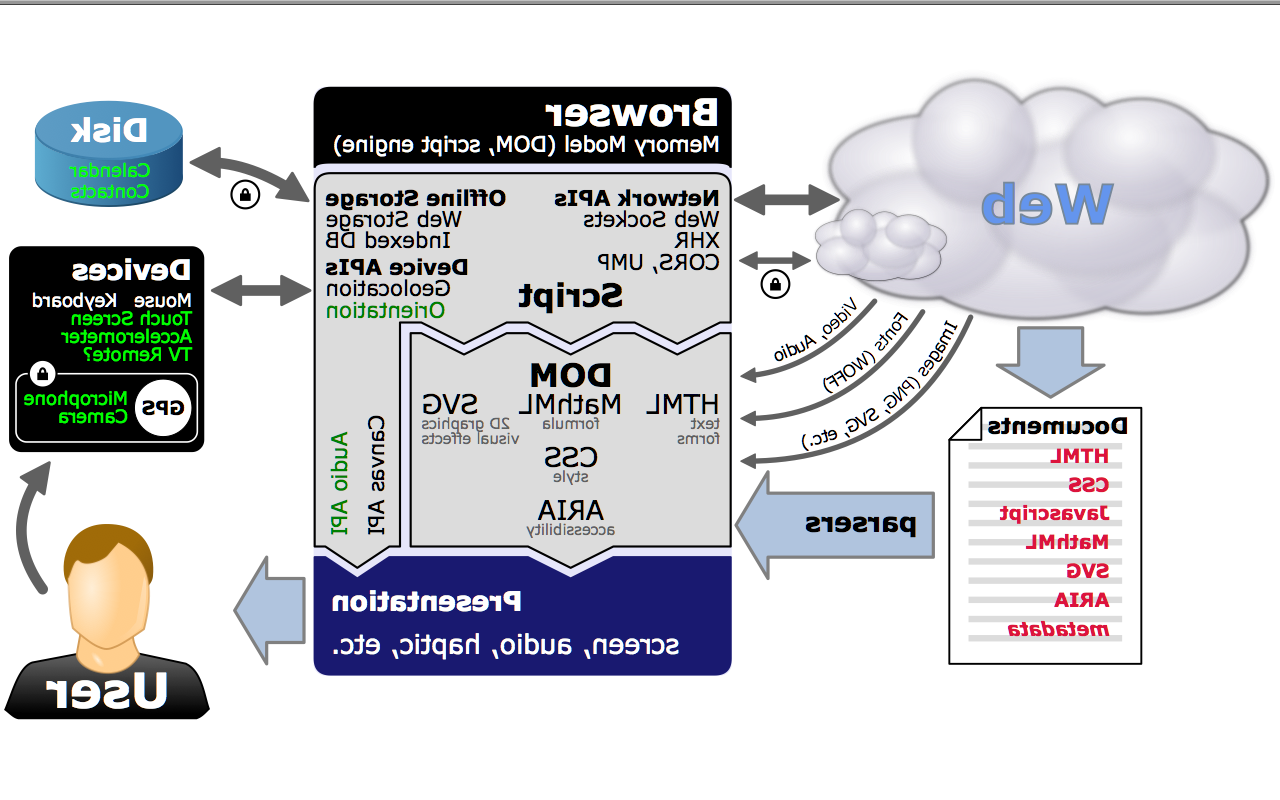 Browser
Memory Model (DOM, script engine)
Network APIs
Web Sockets
XHR
CORS, UMP
Offline Storage
Web Storage
Indexed DB
Device APIs
Geolocation
Orientation
Script
DOM
HTML
text
forms
MathML
formula
SVG
2D graphics
visual effects
CSS
style
ARIA
accessibility
Canvas API
Audio API
Presentation
screen, audio, haptic, etc.
Web
Video, Audio
Fonts (WOFF)
Images (PNG, SVG, etc.)
Documents
HTML
CSS
Javascript
MathML
SVG
ARIA
metadata
parsers
Disk
Calendar
Contacts
Devices
Mouse Keyboard
Touch Screen
Accelerometer
TV Remote?
GPS
Microphone
Camera
User